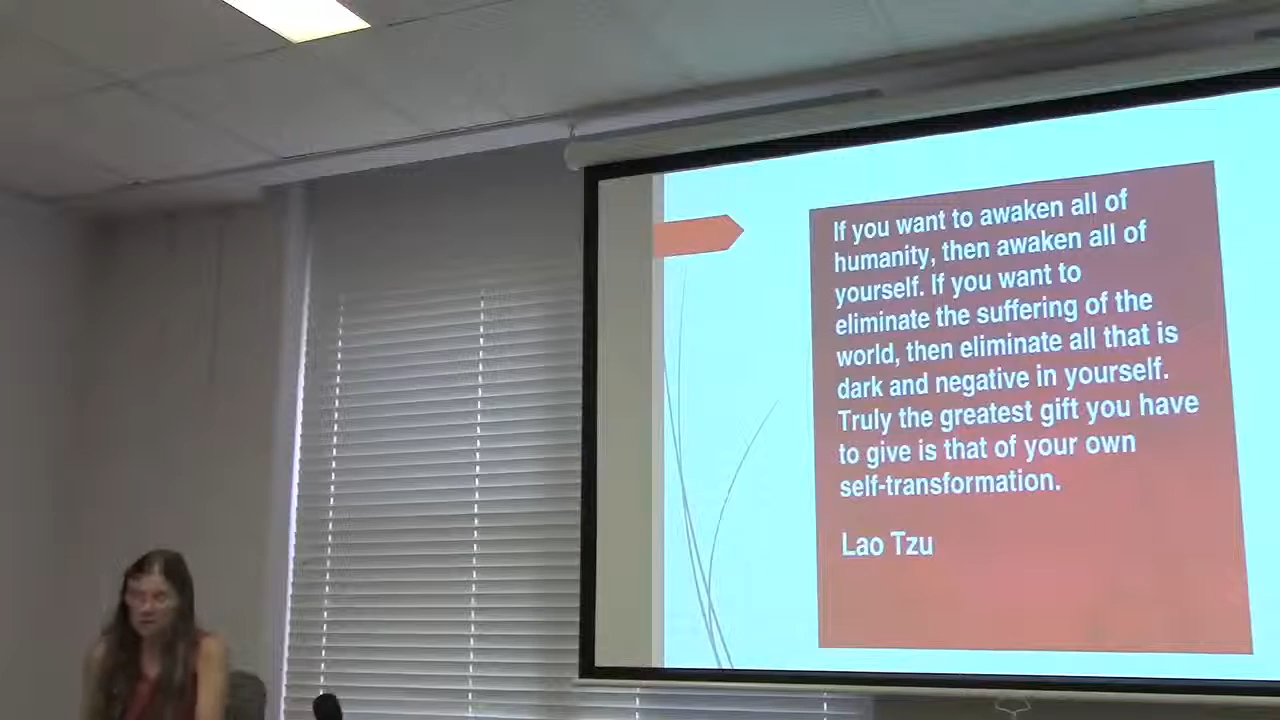 If you want to awaken all of
humanity, then awaken all of
yourself. If you want to
eliminate the suffering of the
world, then eliminate all that is
dark and negative in yourself.
Truly the greatest gift you have
to give is that of your own
self-transformation.
Lao Tzu